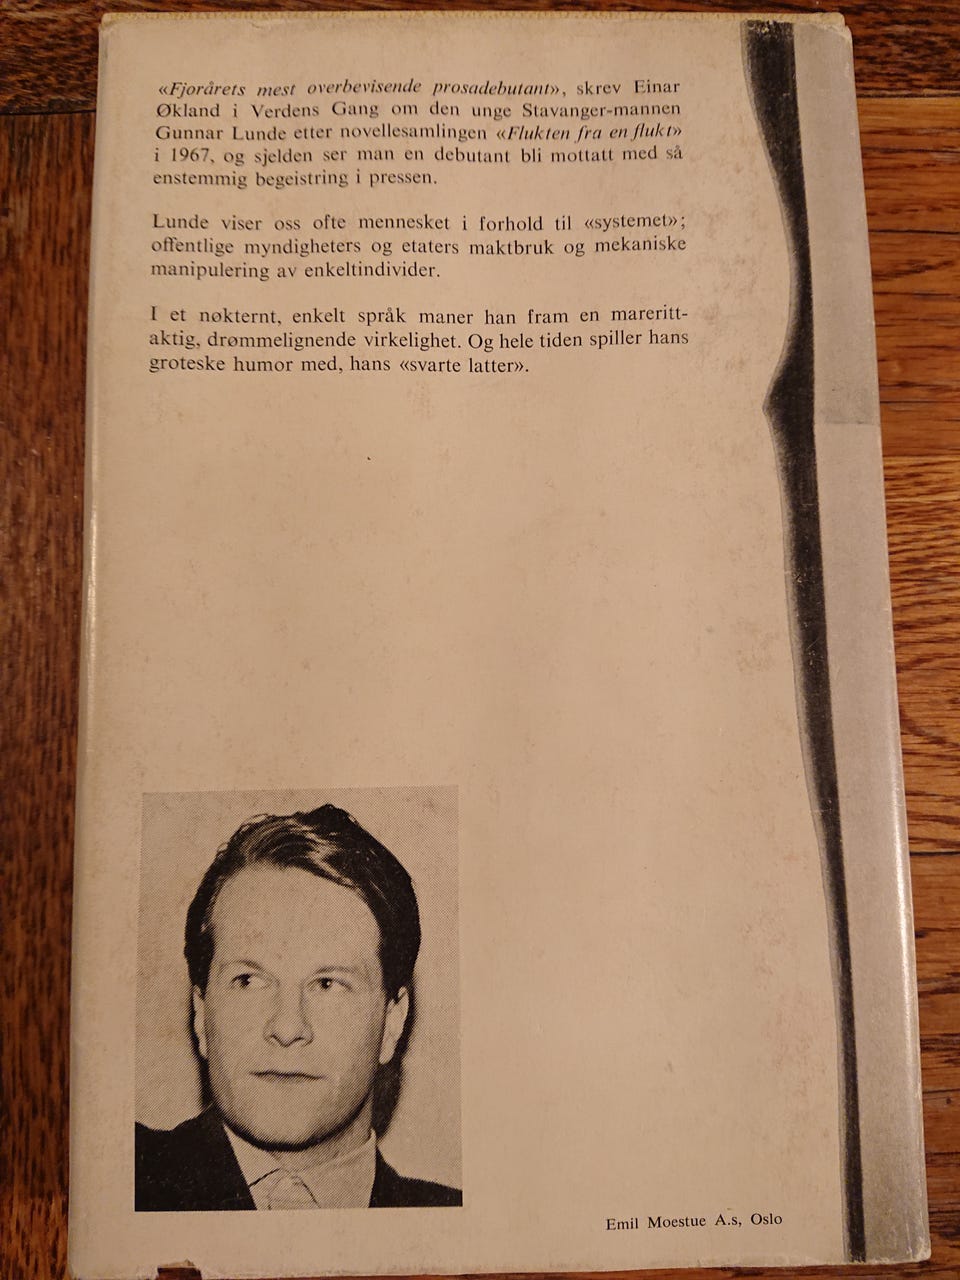 «Fjorårets mest overbevisende prosadebutant», skrev Einar
Økland i Verdens Gang om den unge Stavanger-mannen
Gunnar Lunde etter novellesamlingen «Flukten fra en flukt»
i 1967, og sjelden ser man en debutant bli mottatt med så
enstemmig begeistring i pressen.
Lunde viser oss ofte mennesket i forhold til «systemet»;
offentlige myndigheters og etaters maktbruk og mekaniske
manipulering av enkeltindivider.
I et nøkternt, enkelt språk maner han fram en mareritt-
aktig, drømmelignende virkelighet. Og hele tiden spiller hans
groteske humor med, hans «svarte latter».
Emil Moestue A.s, Oslo